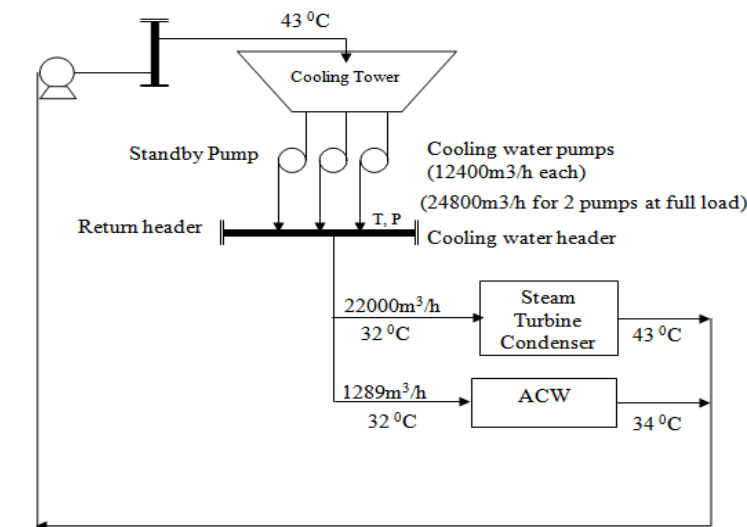 43 ⁰C
Cooling Tower
Standby Pump
Cooling water pumps
(12400m3/h each)
(24800m3/h for 2 pumps at full load)
T, P
Return header
Cooling water header
22000m³/h
32 ⁰C
Steam
Turbine
Condenser
43 ⁰C
1289m³/h
32 ⁰C
ACW
34 ⁰C